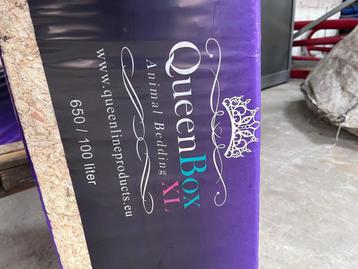 QueenBox
Animal Bedding XL
www.queenlineproducts.eu
650 / 100 liter